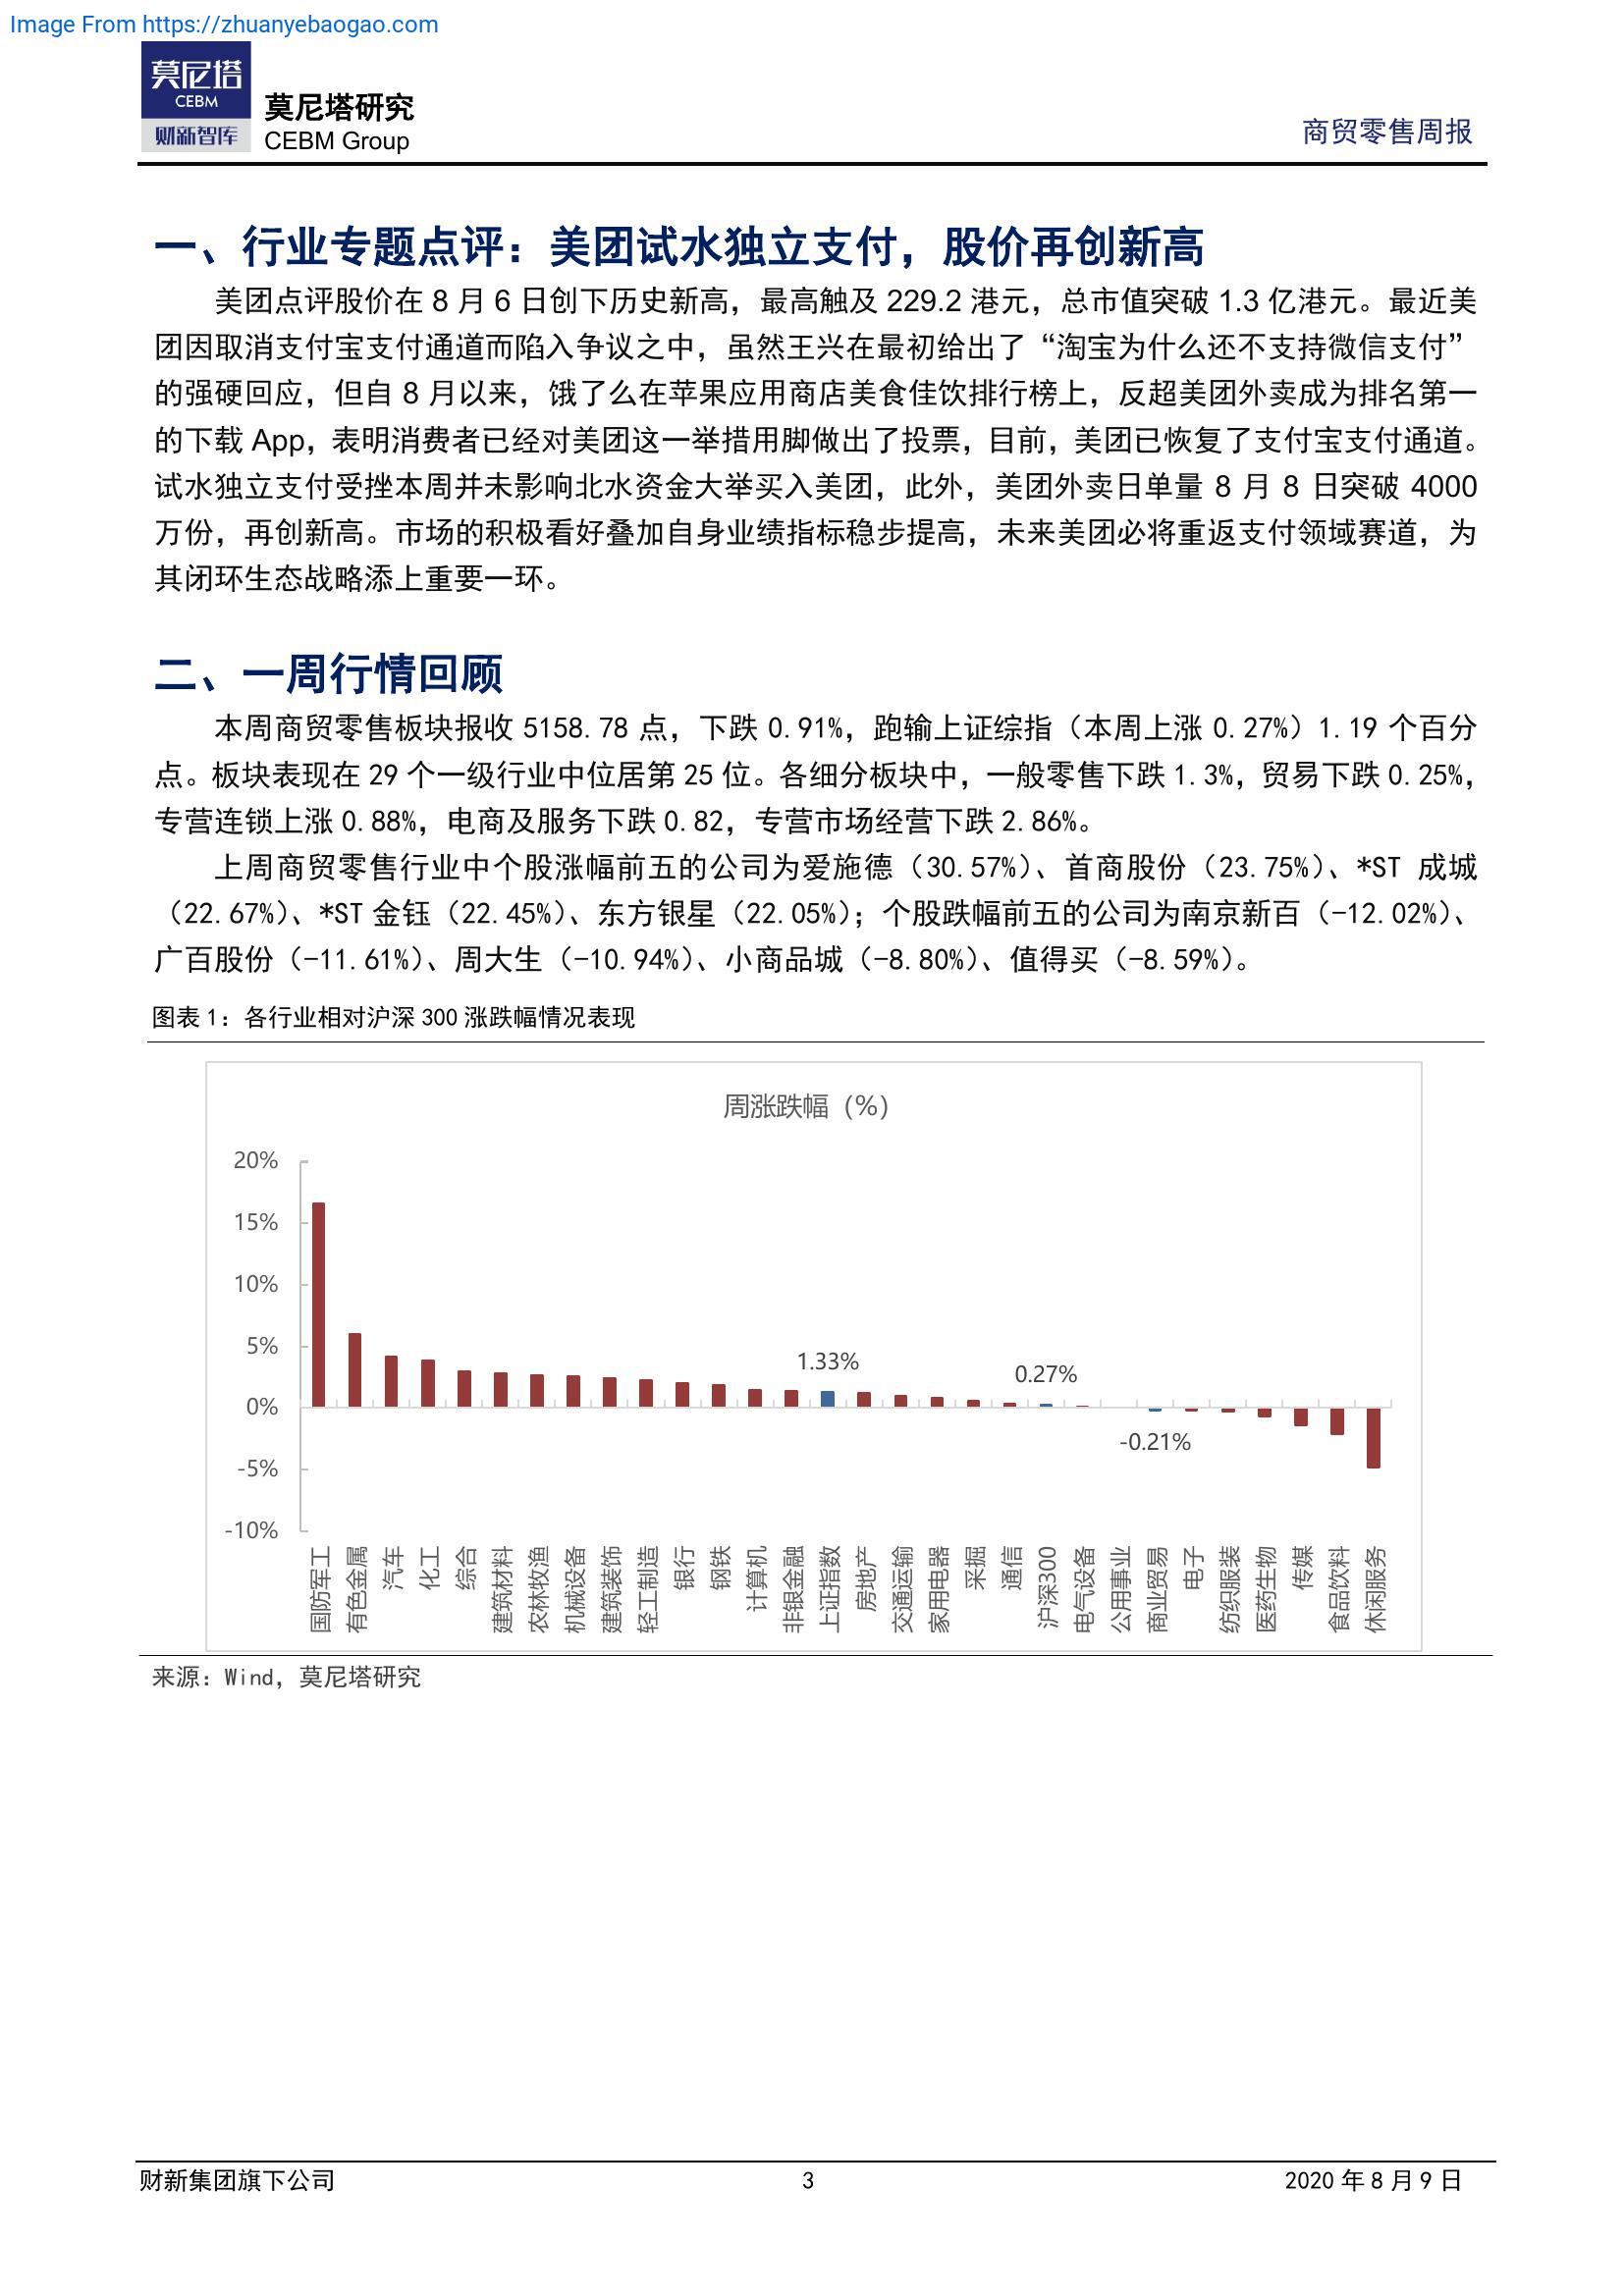 Image From https://zhuanyebaogao.com
莫尼塔
CEBM
财新智库
莫尼塔研究
CEBM Group
商贸零售周报
一、行业专题点评：美团试水独立支付，股价再创新高
美团点评股价在 8 月 6 日创下历史新高，最高触及 229.2 港元，总市值突破 1.3 亿港元。最近美
团因取消支付宝支付通道而陷入争议之中，虽然王兴在最初给出了“淘宝为什么还不支持微信支付”
的强硬回应，但自 8 月以来，饿了么在苹果应用商店美食佳饮排行榜上，反超美团外卖成为排名第一
的下载 App，表明消费者已经对美团这一举措用脚做出了投票，目前，美团已恢复了支付宝支付通道。
试水独立支付受挫本周并未影响北水资金大举买入美团，此外，美团外卖日单量 8 月 8 日突破 4000
万份，再创新高。市场的积极看好叠加自身业绩指标稳步提高，未来美团必将重返支付领域赛道，为
其闭环生态战略添上重要一环。
二、一周行情回顾
本周商贸零售板块报收 5158.78 点，下跌 0.91%，跑输上证综指（本周上涨 0.27%）1.19 个百分
点。板块表现在 29 个一级行业中位居第 25 位。各细分板块中，一般零售下跌 1.3%，贸易下跌 0.25%，
专营连锁上涨 0.88%，电商及服务下跌 0.82，专营市场经营下跌 2.86%。
上周商贸零售行业中个股涨幅前五的公司为爱施德（30.57%）、首商股份（23.75%）、*ST 成城
（22.67%）、*ST 金钰（22.45%）、东方银星（22.05%）；个股跌幅前五的公司为南京新百（-12.02%）、
广百股份（-11.61%）、周大生（-10.94%）、小商品城（-8.80%）、值得买（-8.59%）。
图表 1：各行业相对沪深 300 涨跌幅情况表现
周涨跌幅（%）
20%
15%
10%
5%
0%
-5%
-10%
1.33%
0.27%
-0.21%
国防军工
有色金属
汽车
化工
综合
建筑材料
农林牧渔
机械设备
建筑装饰
轻工制造
银行
钢铁
计算机
非银金融
上证指数
房地产
交通运输
家用电器
采掘
通信
沪深300
电气设备
公用事业
商业贸易
电子
纺织服装
医药生物
传媒
食品饮料
休闲服务
来源：Wind，莫尼塔研究
财新集团旗下公司
3
2020 年 8 月 9 日